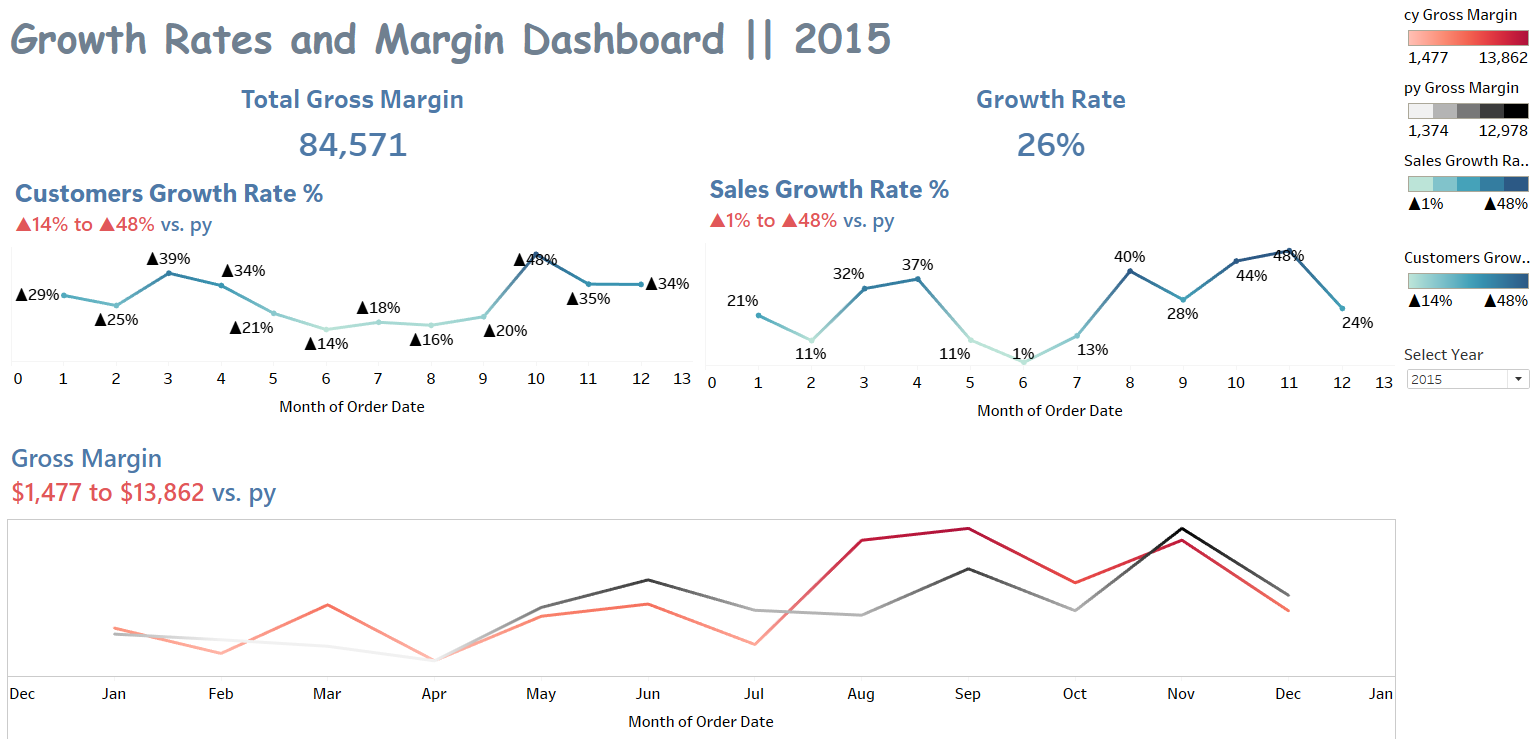 Growth Rates and Margin Dashboard || 2015
Total Gross Margin
84,571
Growth Rate
26%
Customers Growth Rate %
▲14% to ▲48% vs. py
▲29%
▲25%
▲39%
▲34%
▲21%
▲14%
▲18%
▲16%
▲20%
▲48%
▲35%
▲34%
0 1 2 3 4 5 6 7 8 9 10 11 12 13
Month of Order Date
Sales Growth Rate %
▲1% to ▲48% vs. py
21%
11%
32%
37%
11%
1%
13%
40%
28%
44%
48%
24%
0 1 2 3 4 5 6 7 8 9 10 11 12 13
Month of Order Date
Gross Margin
$1,477 to $13,862 vs. py
Dec Jan Feb Mar Apr May Jun Jul Aug Sep Oct Nov Dec Jan
Month of Order Date
cy Gross Margin
1,477 13,862
py Gross Margin
1,374 12,978
Sales Growth Ra..
▲1% ▲48%
Customers Grow..
▲14% ▲48%
Select Year
2015